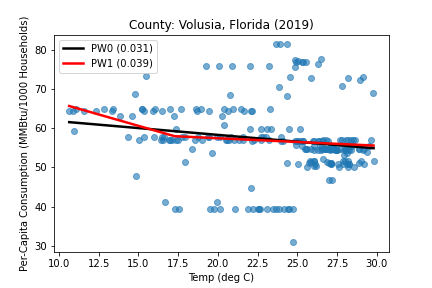 County: Volusia, Florida (2019)
Per-Capita Consumption (MMBtu/1000 Households)
80
70
60
50
40
30
PW0 (0.031)
PW1 (0.039)
10.0 12.5 15.0 17.5 20.0 22.5 25.0 27.5 30.0
Temp (deg C)